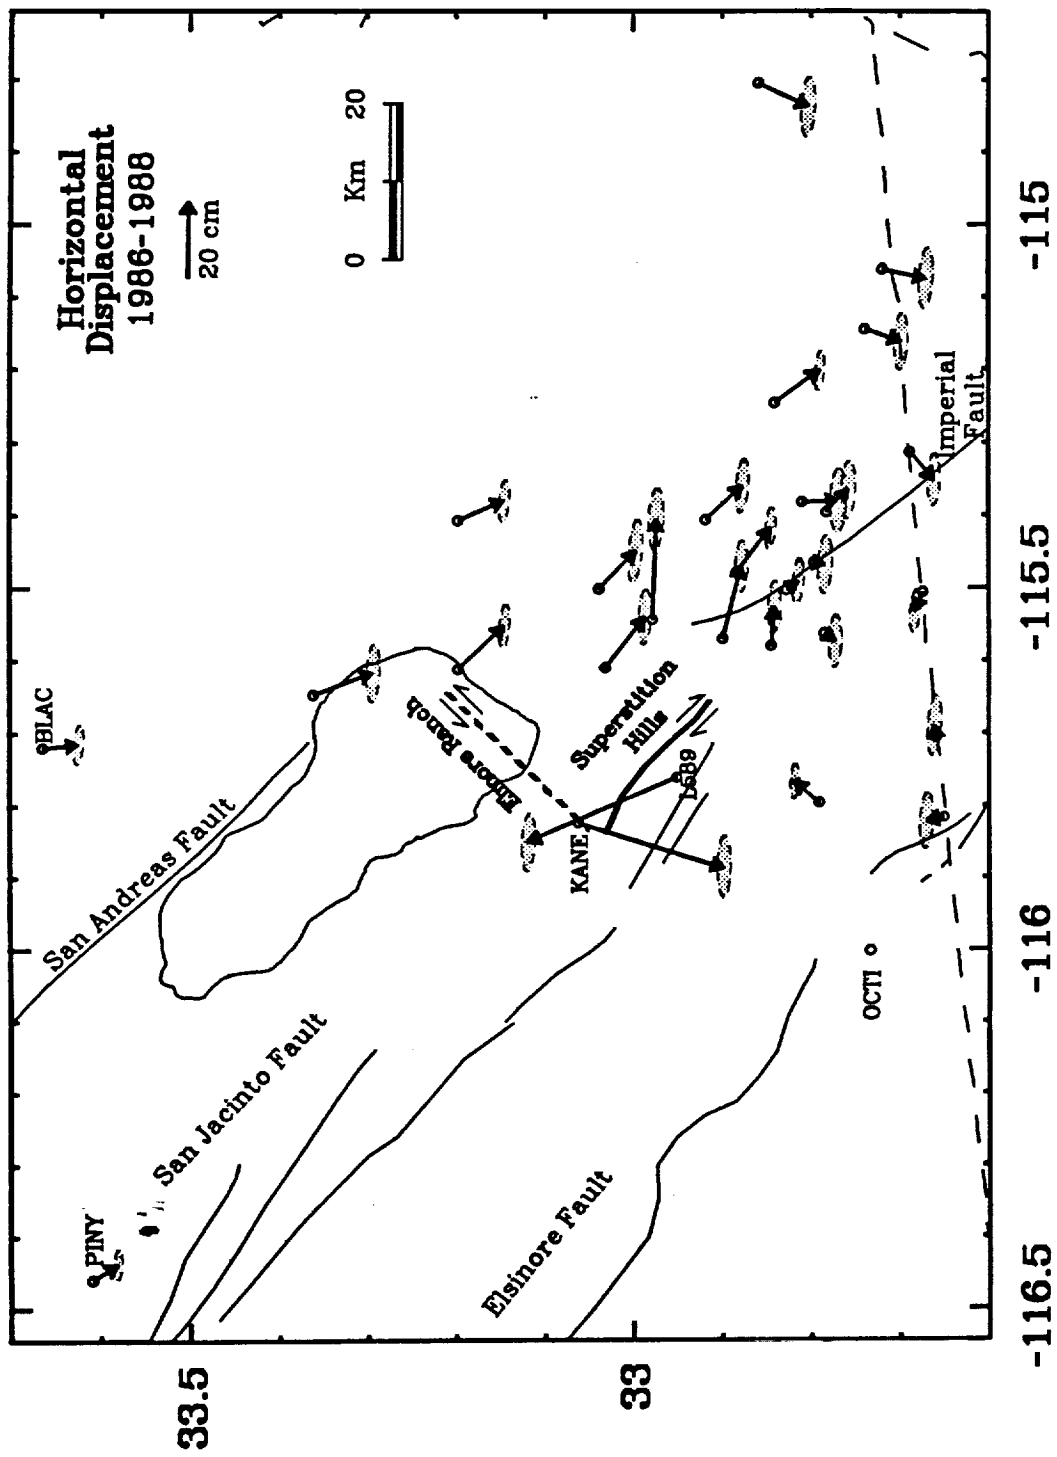 Horizontal
Displacement
1986-1988
20 cm
0 Km 20
BLAC
San Andreas Fault
PINY
San Jacinto Fault
Elmore Ranch
Superstition
Hills
KANE
L589
Elsinore Fault
OCTI
Imperial
Fault
33.5
33
-116.5
-116
-115.5
-115